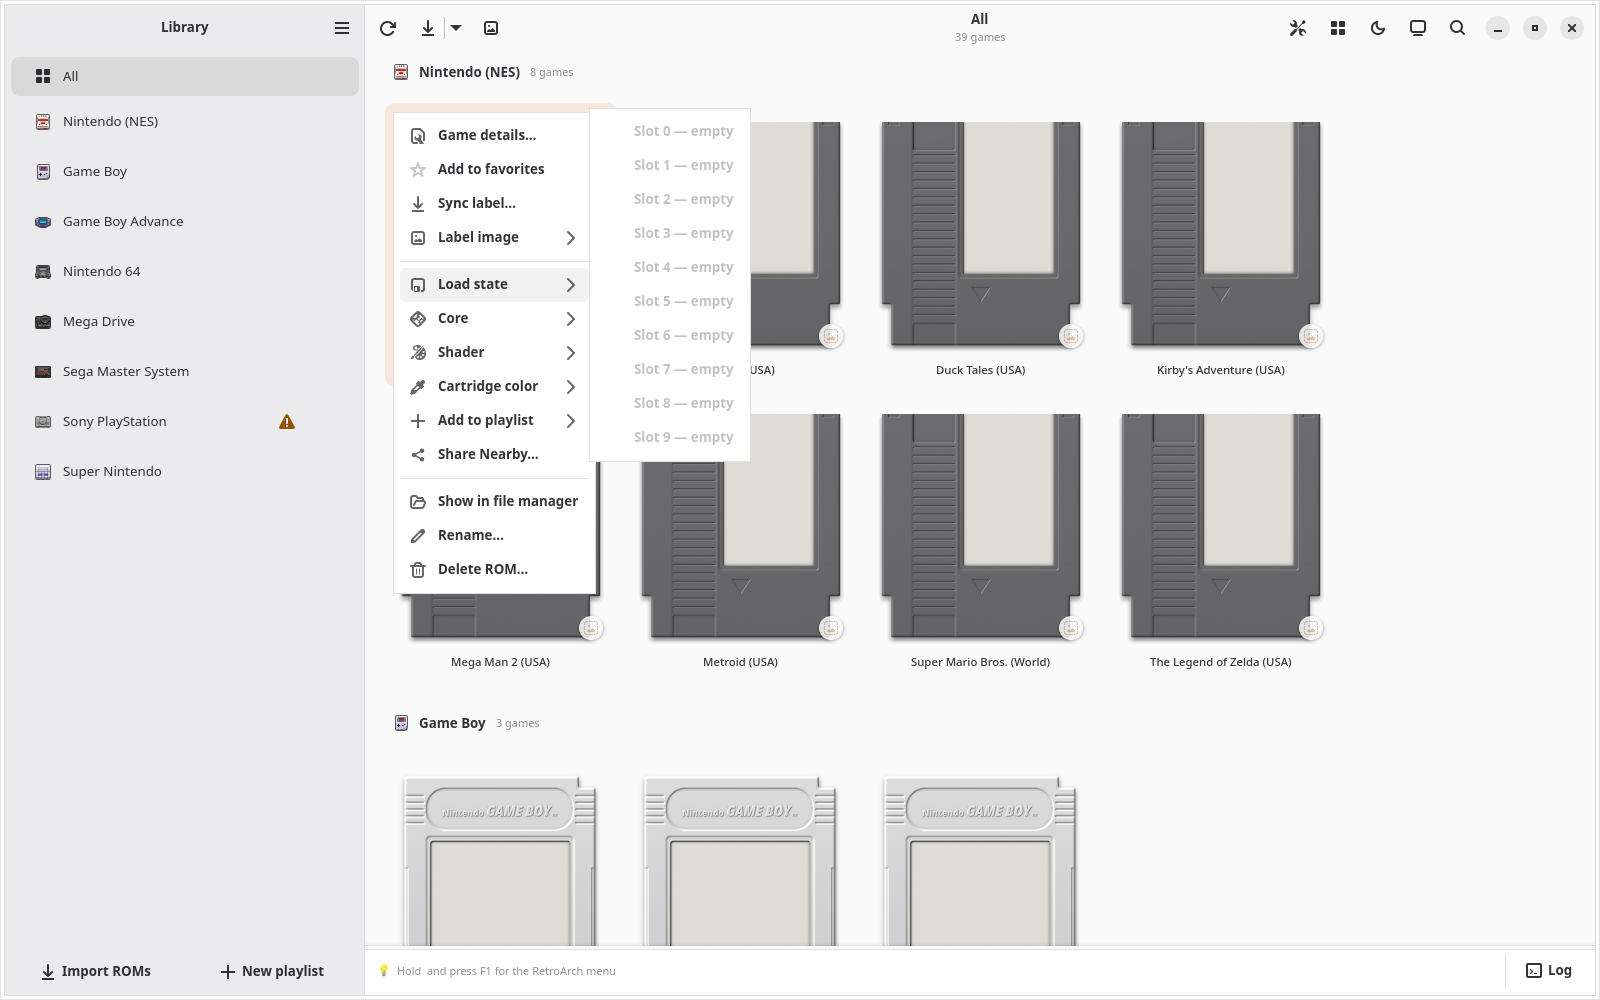 Library
All
39 games
All
Nintendo (NES)
Game Boy
Game Boy Advance
Nintendo 64
Mega Drive
Sega Master System
Sony PlayStation
Super Nintendo
Import ROMs
New playlist
Nintendo (NES) 8 games
Game details...
Add to favorites
Sync label...
Label image
Load state
Core
Shader
Cartridge color
Add to playlist
Share Nearby...
Show in file manager
Rename...
Delete ROM...
Slot 0 — empty
Slot 1 — empty
Slot 2 — empty
Slot 3 — empty
Slot 4 — empty
Slot 5 — empty
Slot 6 — empty
Slot 7 — empty
Slot 8 — empty
Slot 9 — empty
USA)
Duck Tales (USA)
Kirby's Adventure (USA)
Mega Man 2 (USA)
Metroid (USA)
Super Mario Bros. (World)
The Legend of Zelda (USA)
Game Boy 3 games
Nintendo GAME BOY
Nintendo GAME BOY
Nintendo GAME BOY
Hold  and press F1 for the RetroArch menu
Log